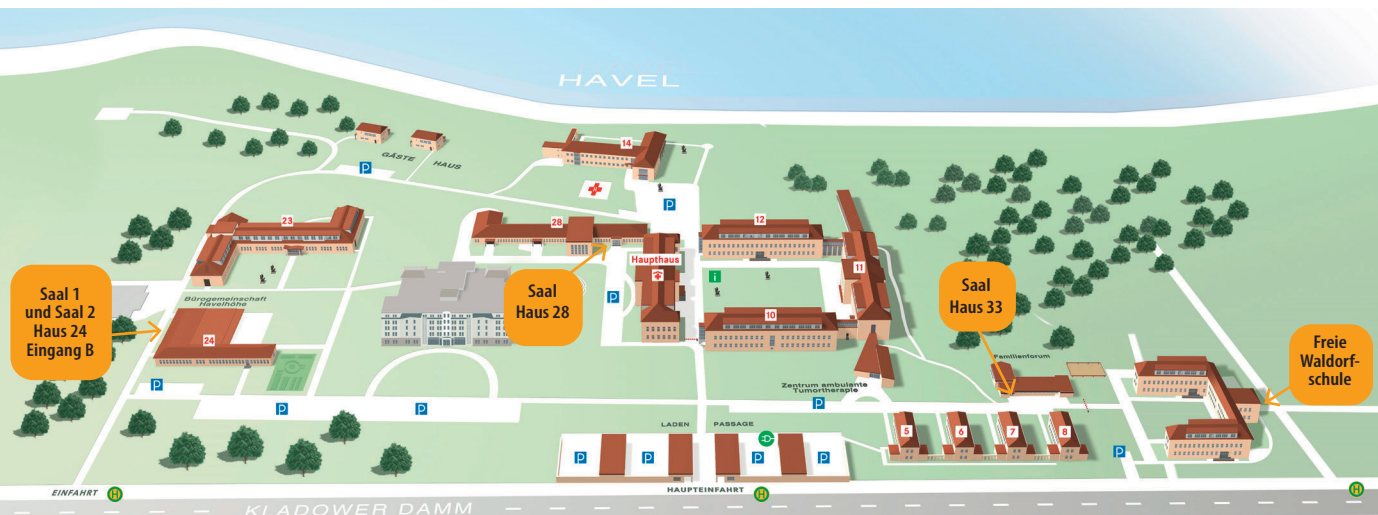 HAVEL
GÄSTE HAUS
P
14
P
23
28
12
Haupthaus
11
i
Saal 1
und Saal 2
Haus 24
Eingang B
Bürogemeinschaft
Havelhöhe
24
Saal
Haus 28
P
10
Saal
Haus 33
Familienforum
Freie
Waldorf-
schule
Zentrum ambulante
Tumortherapie
P
P
P
P
5
6
7
8
LADEN PASSAGE
P
P
P
P
P
EINFAHRT
H
HAUPTEINFAHRT
H
H
KLADOWER DAMM